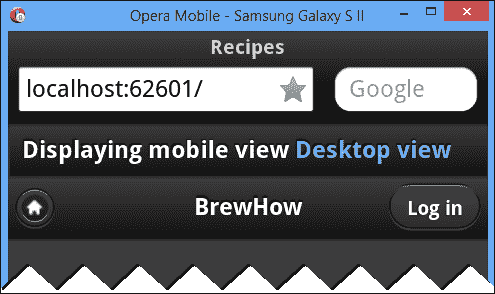 Opera Mobile - Samsung Galaxy S II
Recipes
localhost:62601/ Google
Displaying mobile view Desktop view
BrewHow Log in